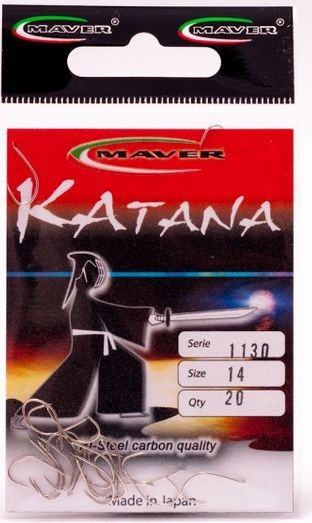 MAVER MAVER
MAVER
KATANA
Serie 1130
Size 14
Qty 20
-Steel carbon quality
Made in Japan